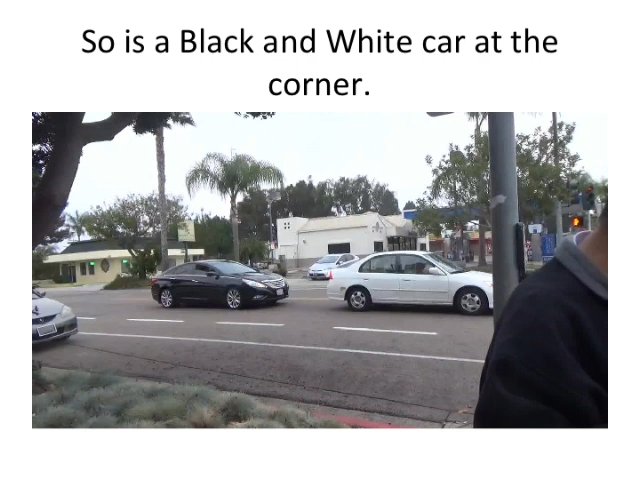 So is a Black and White car at the
corner.